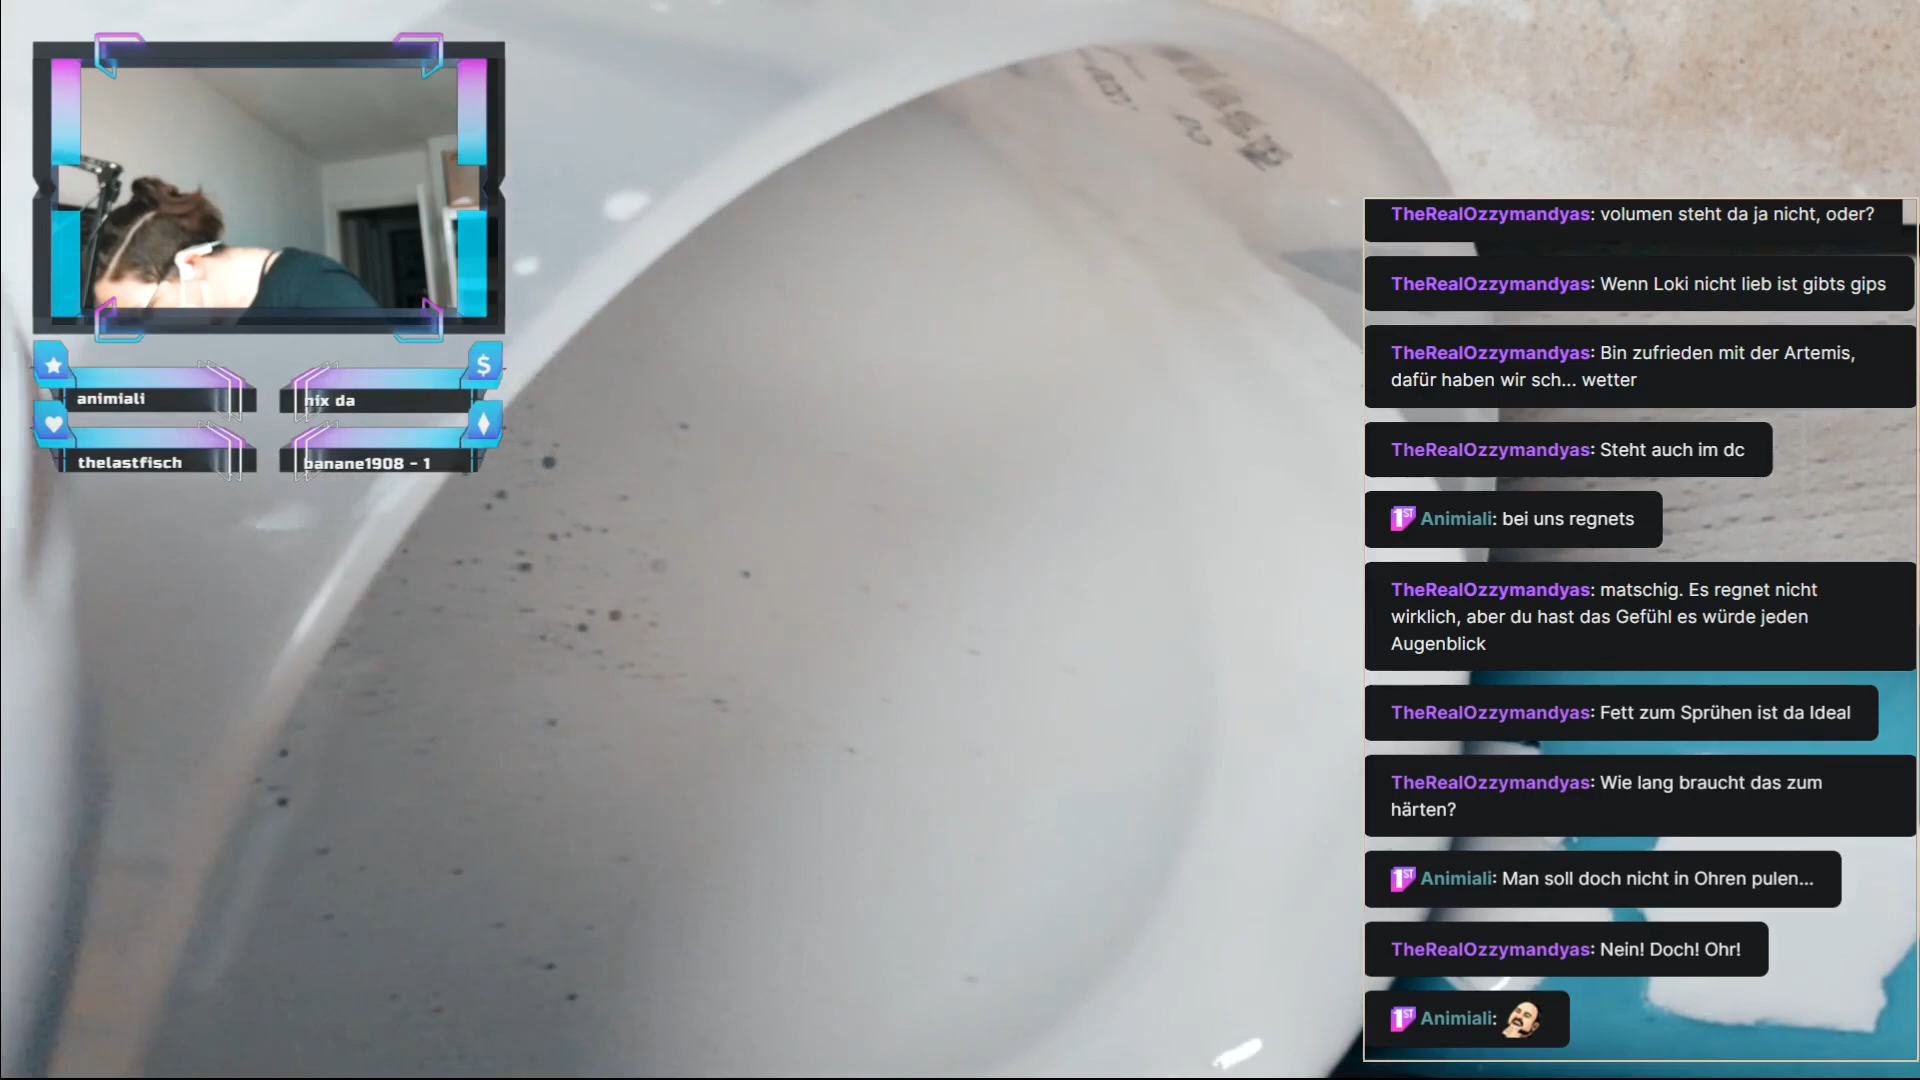 animiali
nix da
thelastfisch
banane1908 - 1
TheRealOzzymandyas: volumen steht da ja nicht, oder?
TheRealOzzymandyas: Wenn Loki nicht lieb ist gibts gips
TheRealOzzymandyas: Bin zufrieden mit der Artemis,
dafür haben wir sch... wetter
TheRealOzzymandyas: Steht auch im dc
1ST Animiali: bei uns regnets
TheRealOzzymandyas: matschig. Es regnet nicht
wirklich, aber du hast das Gefühl es würde jeden
Augenblick
TheRealOzzymandyas: Fett zum Sprühen ist da Ideal
TheRealOzzymandyas: Wie lang braucht das zum
härten?
1ST Animiali: Man soll doch nicht in Ohren pulen...
TheRealOzzymandyas: Nein! Doch! Ohr!
1ST Animiali: